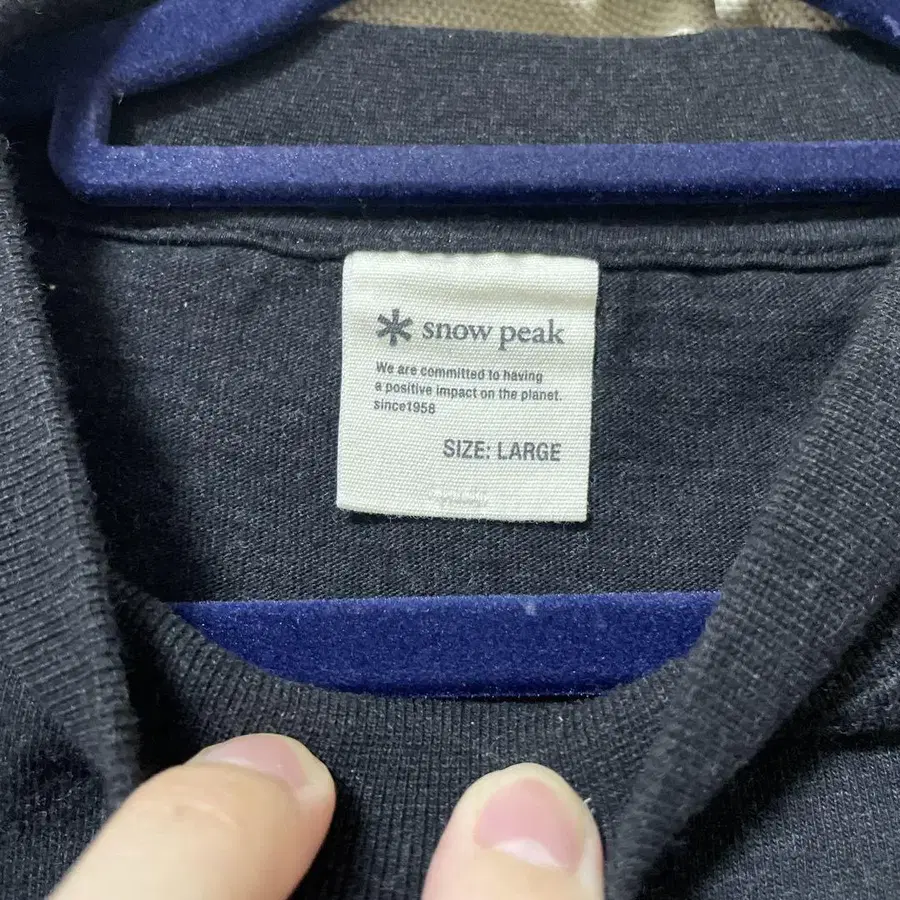 snow peak
We are committed to having
a positive impact on the planet.
since1958
SIZE: LARGE